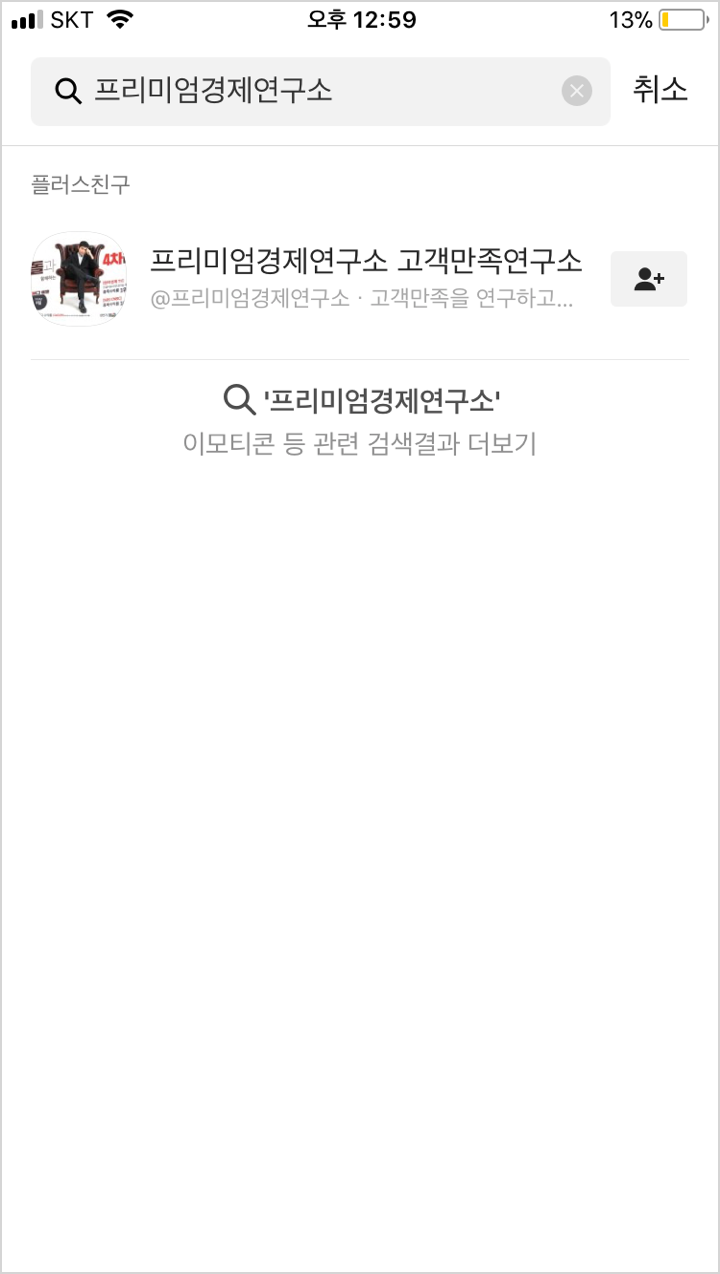 SKT 오후 12:59 13%
프리미엄경제연구소 취소
플러스친구
4차
프리미엄경제연구소 고객만족연구소
@프리미엄경제연구소 · 고객만족을 연구하고...
'프리미엄경제연구소'
이모티콘 등 관련 검색결과 더보기